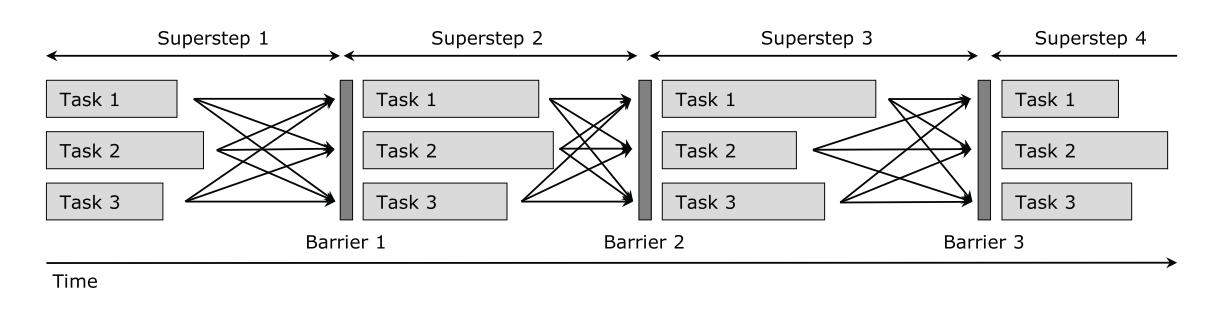 Superstep 1 Superstep 2 Superstep 3 Superstep 4
Task 1 Task 1 Task 1 Task 1
Task 2 Task 2 Task 2 Task 2
Task 3 Task 3 Task 3 Task 3
Barrier 1 Barrier 2 Barrier 3
Time